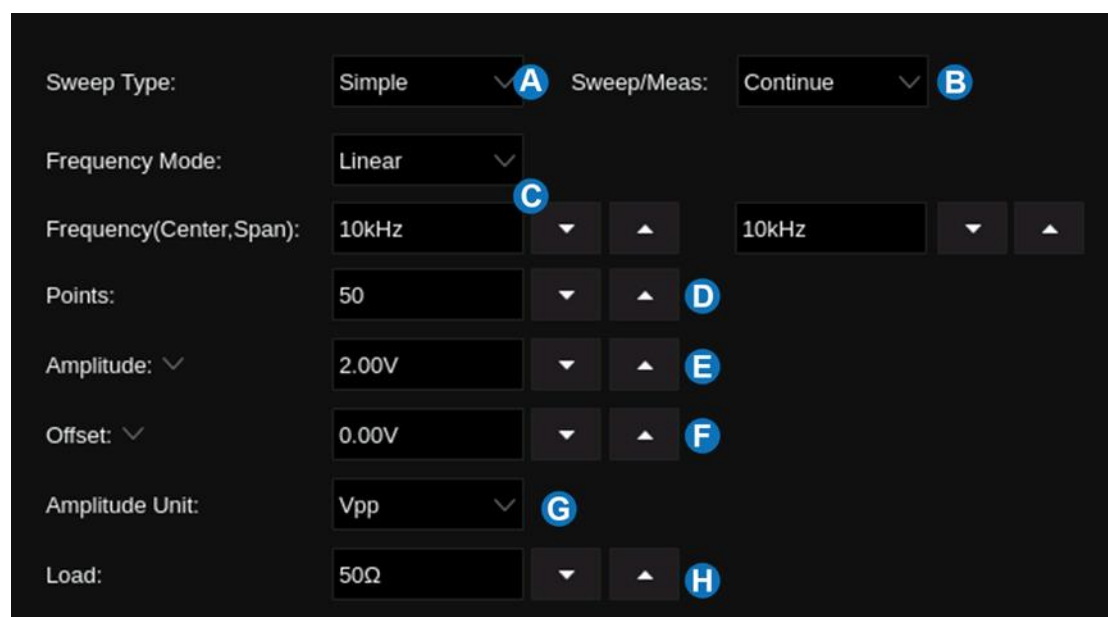 Sweep Type: Simple A Sweep/Meas: Continue B
Frequency Mode: Linear
C
Frequency(Center,Span): 10kHz 10kHz
Points: 50 D
Amplitude: 2.00V E
Offset: 0.00V F
Amplitude Unit: Vpp G
Load: 50Ω H